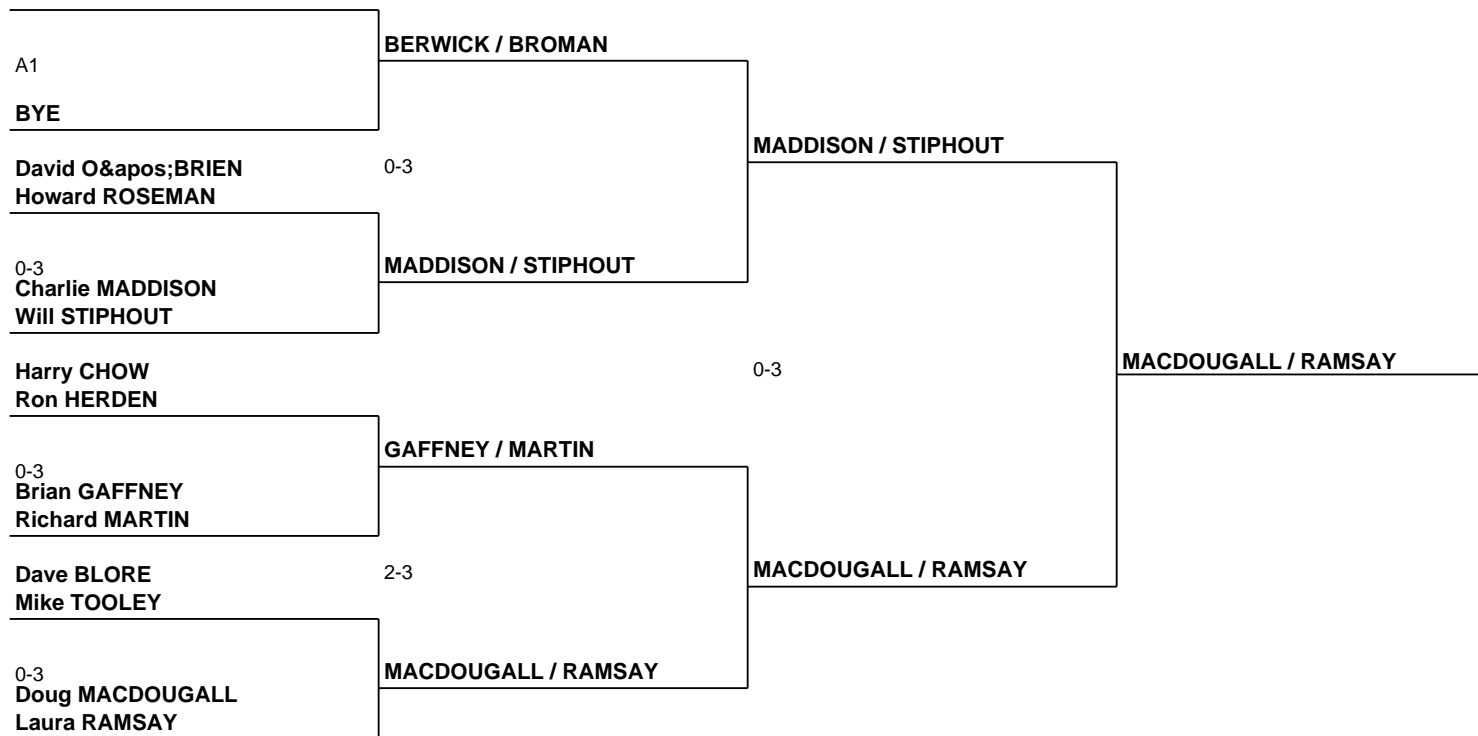 BERWICK / BROMAN
A1
BYE
MADDISON / STIPHOUT
David O&apos;BRIEN
0-3
Howard ROSEMAN
0-3
MADDISON / STIPHOUT
Charlie MADDISON
Will STIPHOUT
Harry CHOW
0-3
MACDOUGALL / RAMSAY
Ron HERDEN
GAFFNEY / MARTIN
0-3
Brian GAFFNEY
Richard MARTIN
Dave BLORE
2-3
MACDOUGALL / RAMSAY
Mike TOOLEY
0-3
MACDOUGALL / RAMSAY
Doug MACDOUGALL
Laura RAMSAY